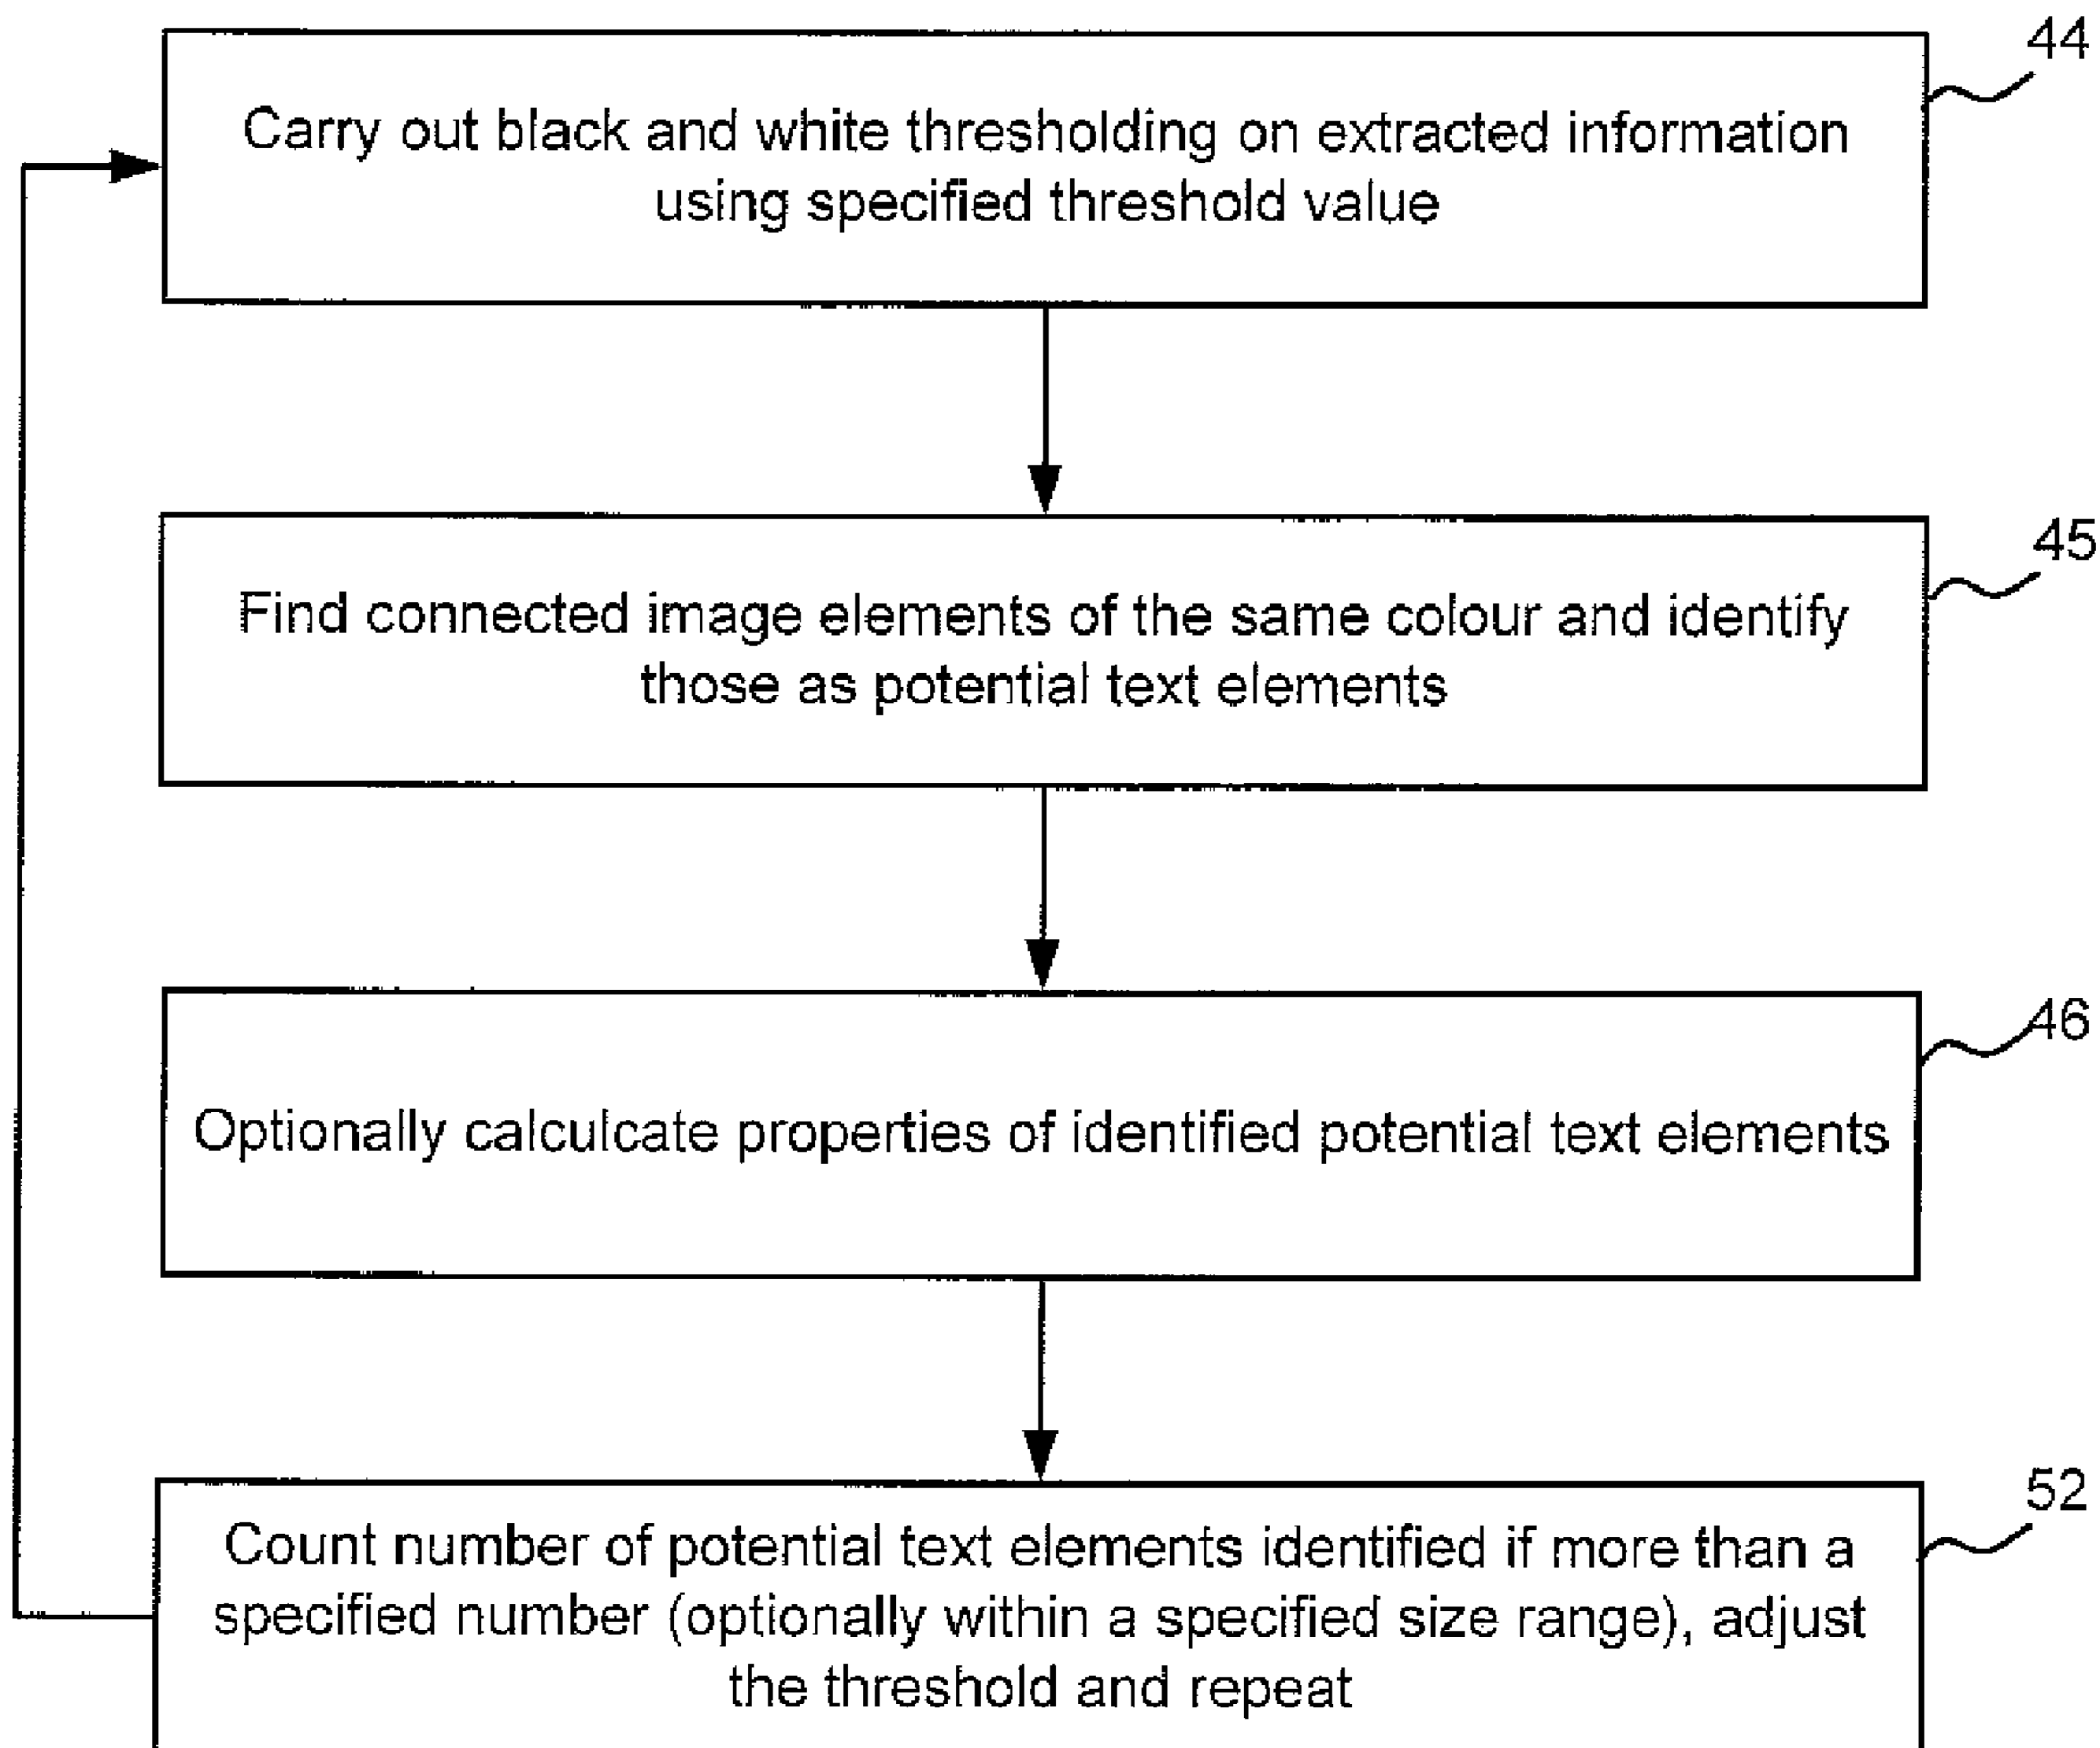 44
Carry out black and white thresholding on extracted information
using specified threshold value
45
Find connected image elements of the same colour and identify
those as potential text elements
46
Optionally calculcate properties of identified potential text elements
52
Count number of potential text elements identified if more than a
specified number (optionally within a specified size range), adjust
the threshold and repeat